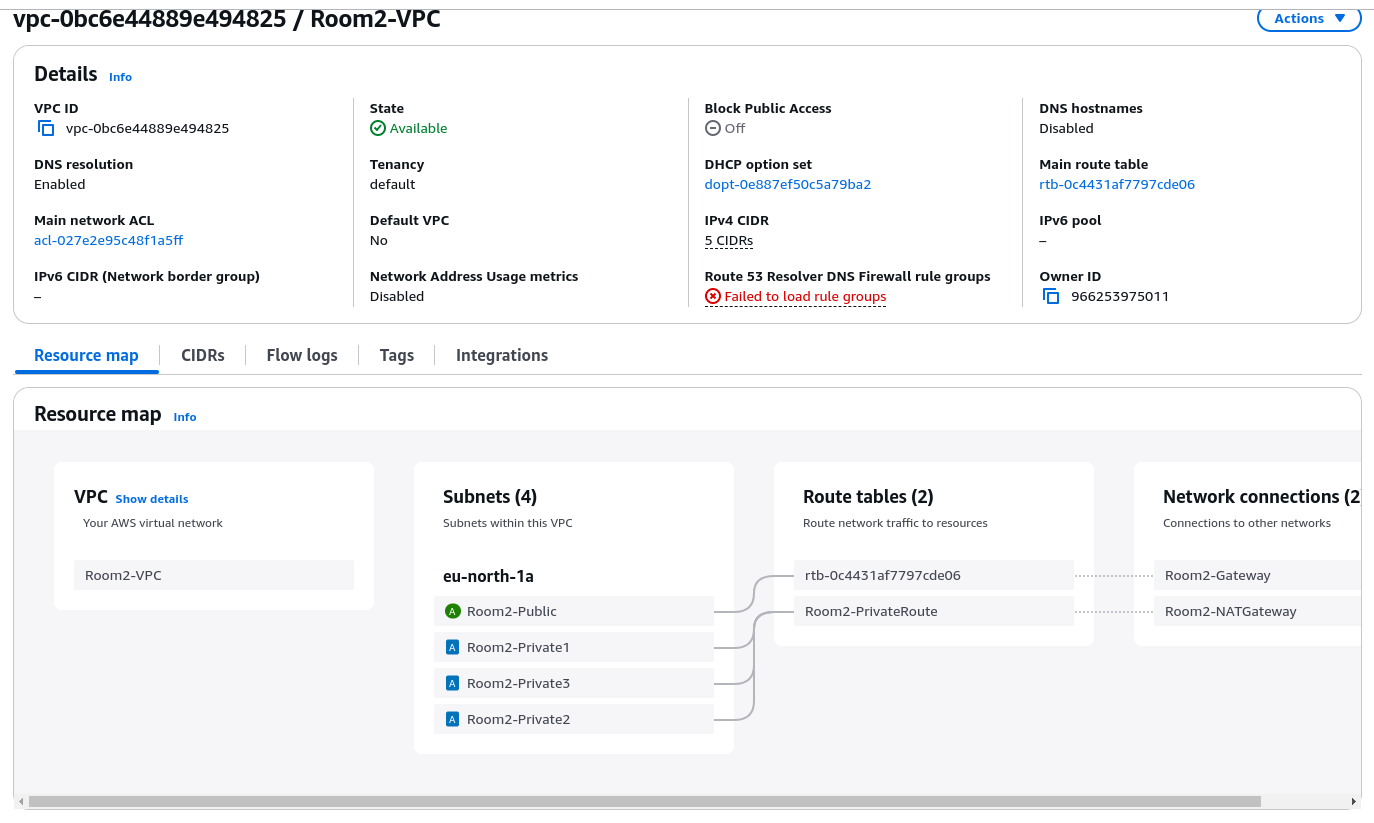 vpc-0bc6e44889e494825 / Room2-VPC
Actions
Details Info
VPC ID
vpc-0bc6e44889e494825
State
Available
Block Public Access
Off
DNS hostnames
Disabled
DNS resolution
Enabled
Tenancy
default
DHCP option set
dopt-0e887ef50c5a79ba2
Main route table
rtb-0c4431af7797cde06
Main network ACL
acl-027e2e95c48f1a5ff
Default VPC
No
IPv4 CIDR
5 CIDRs
IPv6 pool
–
IPv6 CIDR (Network border group)
–
Network Address Usage metrics
Disabled
Route 53 Resolver DNS Firewall rule groups
Failed to load rule groups
Owner ID
966253975011
Resource map
CIDRs
Flow logs
Tags
Integrations
Resource map Info
VPC Show details
Your AWS virtual network
Room2-VPC
Subnets (4)
Subnets within this VPC
eu-north-1a
A Room2-Public
A Room2-Private1
A Room2-Private3
A Room2-Private2
Route tables (2)
Route network traffic to resources
rtb-0c4431af7797cde06
Room2-PrivateRoute
Network connections (2
Connections to other networks
Room2-Gateway
Room2-NATGateway